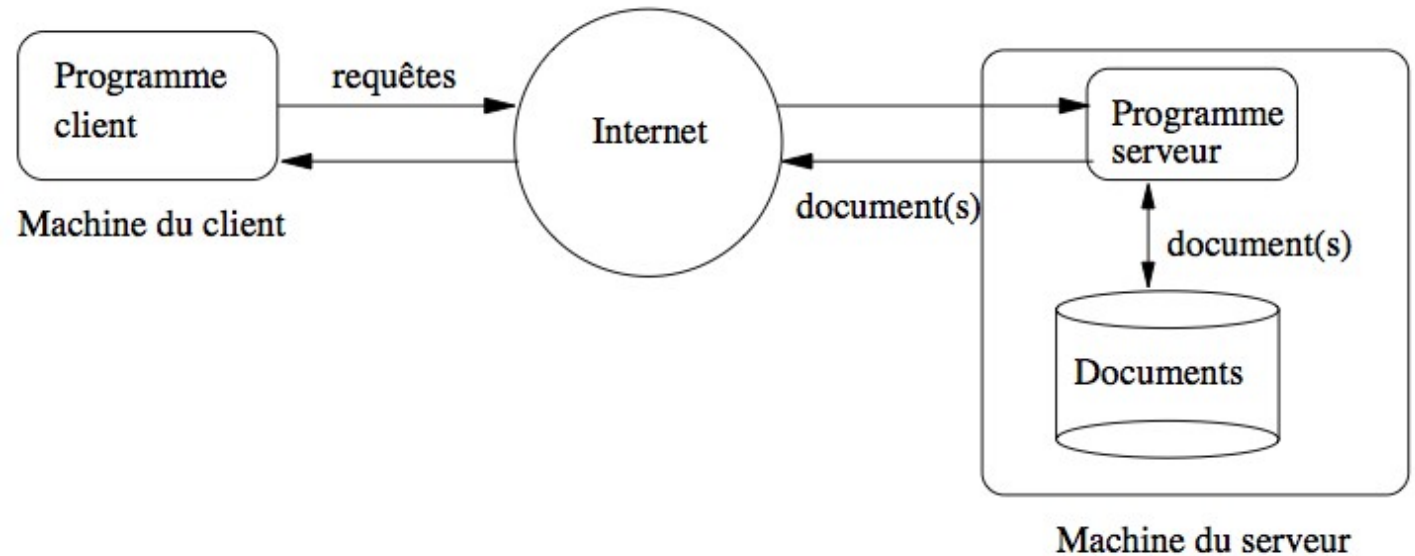 Programme
client
requêtes
Machine du client
Internet
document(s)
Programme
serveur
document(s)
Documents
Machine du serveur